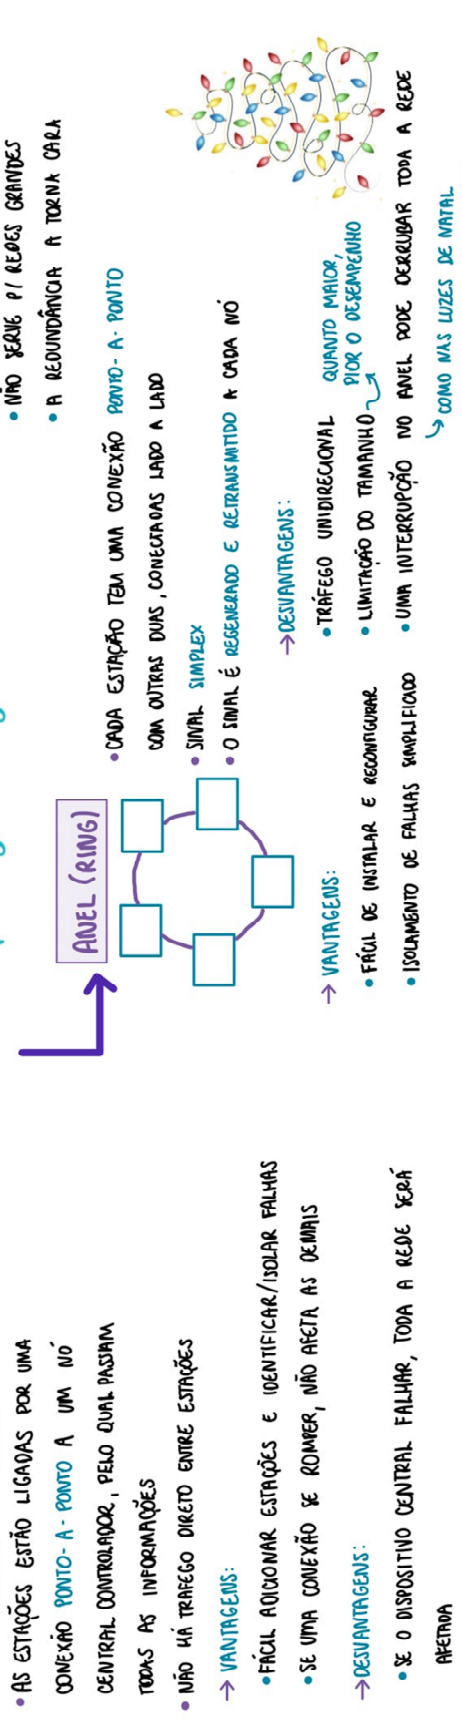 • NÃO SERVE P/ REDES GRANDES
• A REDUNDÂNCIA A TORNA CARA
• AS ESTAÇÕES ESTÃO LIGADAS POR UMA
CONEXÃO PONTO-A-PONTO A UM NÓ
CENTRAL CONTROLADOR, PELO QUAL PASSAM
TODAS AS INFORMAÇÕES
• NÃO HÁ TRÁFEGO DIRETO ENTRE ESTAÇÕES
→ VANTAGENS:
• FÁCIL ADICIONAR ESTAÇÕES E IDENTIFICAR/ISOLAR FALHAS
• SE UMA CONEXÃO SE ROMPER, NÃO AFETA AS DEMAIS
→ DESVANTAGENS:
• SE O DISPOSITIVO CENTRAL FALHAR, TODA A REDE SERÁ
AFETADA
ANEL (RING)
• CADA ESTAÇÃO TEM UMA CONEXÃO PONTO-A-PONTO
COM OUTRAS DUAS, CONECTADAS LADO A LADO
• SINAL SIMPLEX
• O SINAL É REGENERADO E RETRANSMITIDO A CADA NÓ
→ VANTAGENS:
• FÁCIL DE INSTALAR E RECONFIGURAR
• ISOLAMENTO DE FALHAS SIMPLIFICADO
→ DESVANTAGENS:
• TRÁFEGO UNIDIRECIONAL
• LIMITAÇÃO DO TAMANHO
QUANTO MAIOR,
PIOR O DESEMPENHO
• UMA INTERRUPÇÃO NO ANEL PODE DERRUBAR TODA A REDE
COMO NAS LUZES DE NATAL